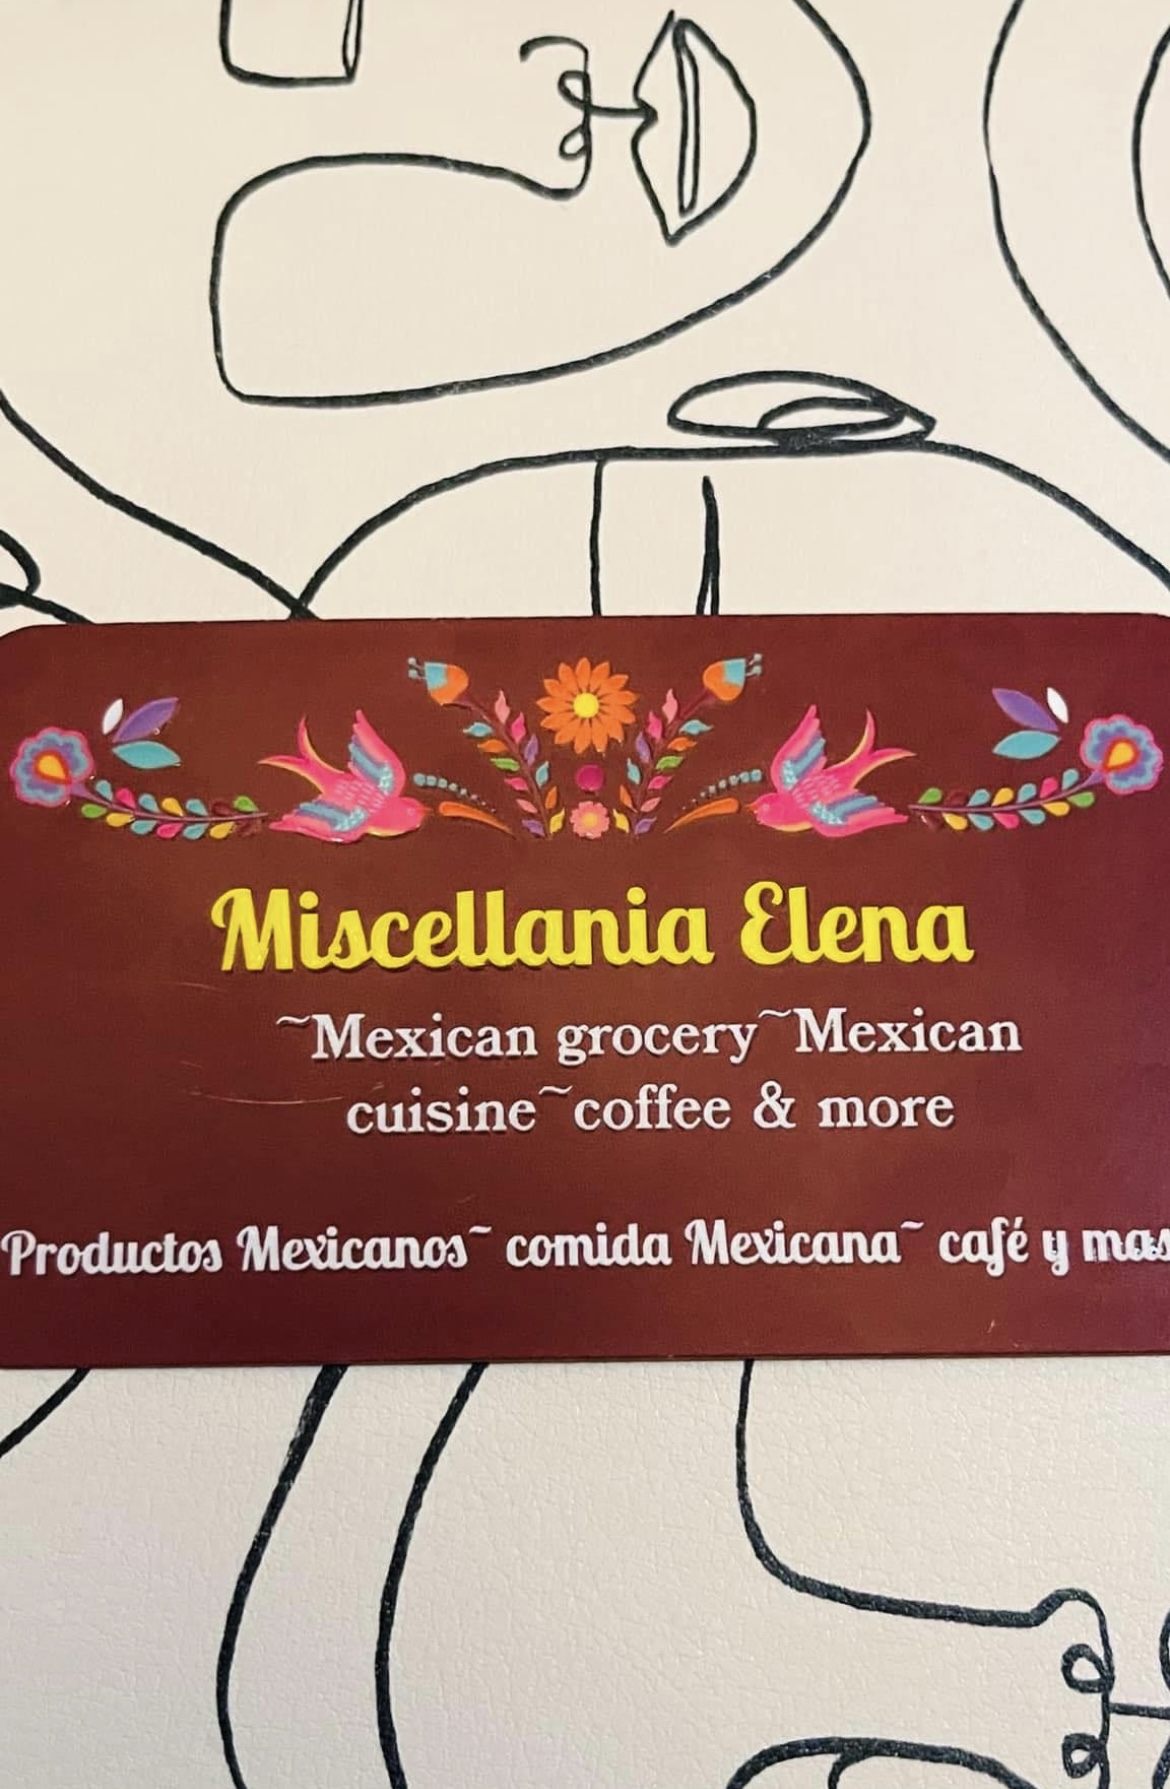 Miscellania Elena
~Mexican grocery~Mexican
cuisine~coffee & more
Productos Mexicanos~ comida Mexicana~ café y mas